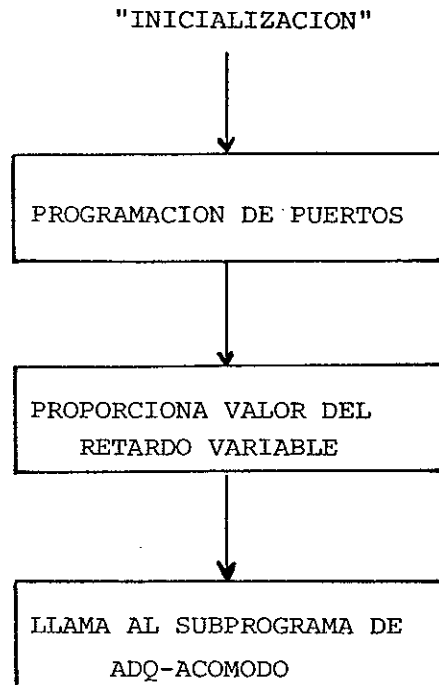 "INICIALIZACION"
PROGRAMACION DE PUERTOS
PROPORCIONA VALOR DEL
RETARDO VARIABLE
LLAMA AL SUBPROGRAMA DE
ADQ-ACOMODO